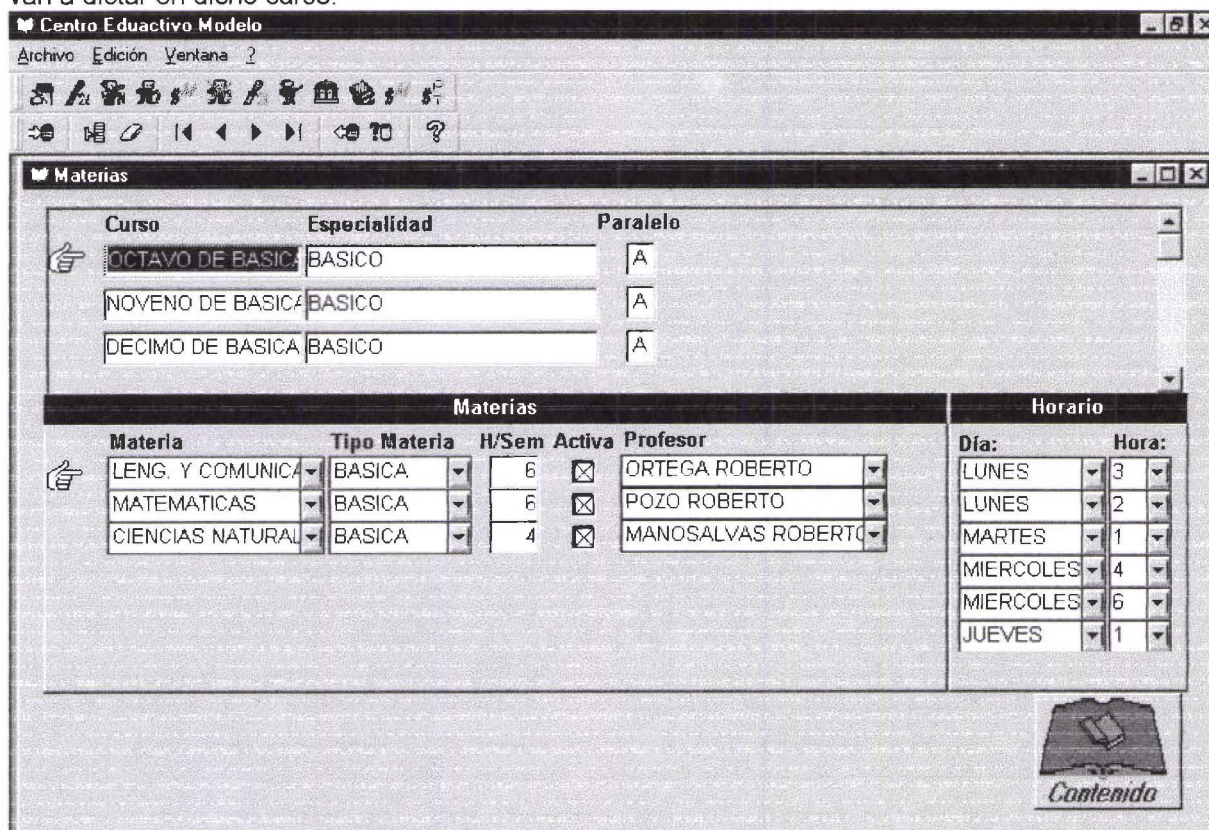 van a dictar en dicho curso.
Centro Eduactivo Modelo
Archivo Edición Ventana ?
Materias
Curso Especialidad Paralelo
OCTAVO DE BASICA BASICO A
NOVENO DE BASICA BASICO A
DECIMO DE BASICA BASICO A
Materias Horario
Materia Tipo Materia H/Sem Activa Profesor Día: Hora:
LENG. Y COMUNICA BASICA 6 ORTEGA ROBERTO LUNES 3
MATEMATICAS BASICA 6 POZO ROBERTO LUNES 2
CIENCIAS NATURAL BASICA 4 MANOSALVAS ROBERTO MARTES 1
MIERCOLES 4
MIERCOLES 6
JUEVES 1
Contenido